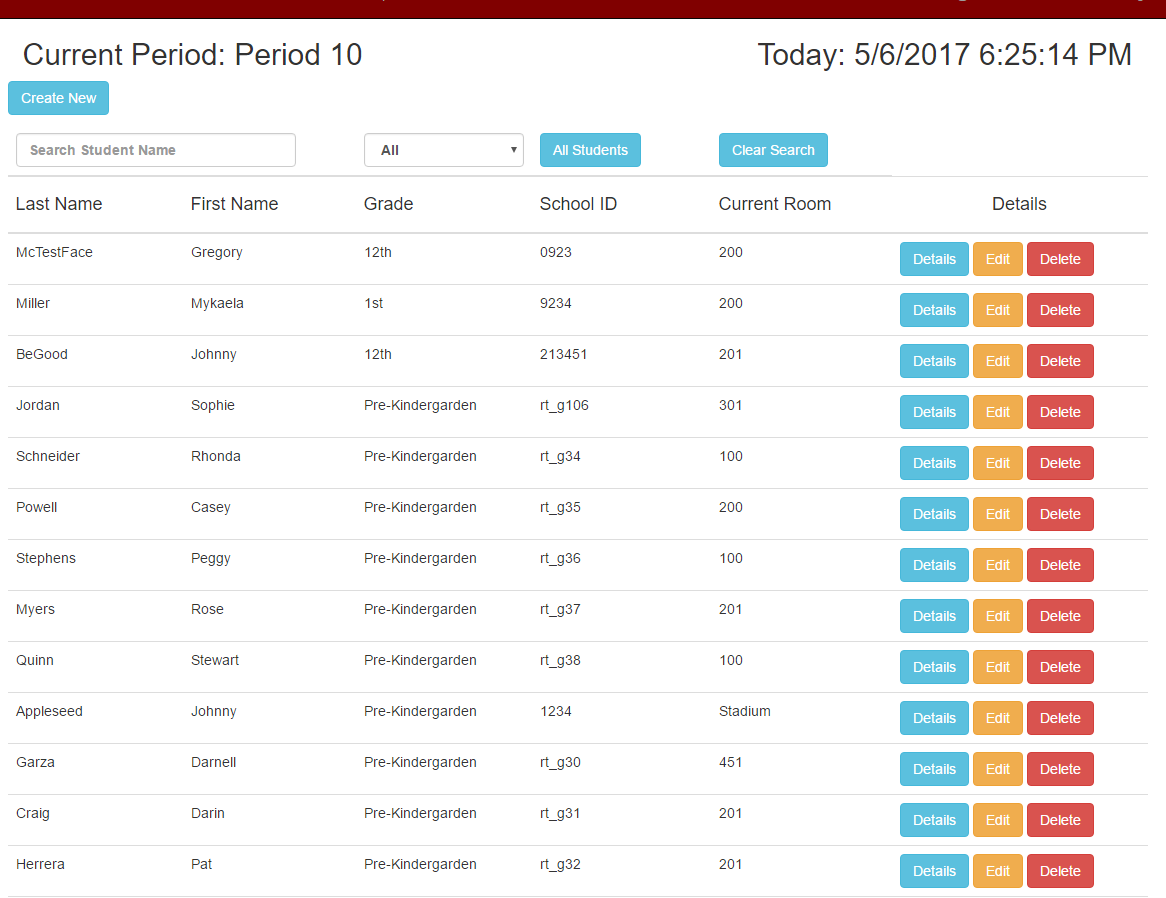 Current Period: Period 10 Today: 5/6/2017 6:25:14 PM
Create New
Search Student Name All All Students Clear Search
Last Name First Name Grade School ID Current Room Details
McTestFace Gregory 12th 0923 200 Details Edit Delete
Miller Mykaela 1st 9234 200 Details Edit Delete
BeGood Johnny 12th 213451 201 Details Edit Delete
Jordan Sophie Pre-Kindergarden rt_g106 301 Details Edit Delete
Schneider Rhonda Pre-Kindergarden rt_g34 100 Details Edit Delete
Powell Casey Pre-Kindergarden rt_g35 200 Details Edit Delete
Stephens Peggy Pre-Kindergarden rt_g36 100 Details Edit Delete
Myers Rose Pre-Kindergarden rt_g37 201 Details Edit Delete
Quinn Stewart Pre-Kindergarden rt_g38 100 Details Edit Delete
Appleseed Johnny Pre-Kindergarden 1234 Stadium Details Edit Delete
Garza Darnell Pre-Kindergarden rt_g30 451 Details Edit Delete
Craig Darin Pre-Kindergarden rt_g31 201 Details Edit Delete
Herrera Pat Pre-Kindergarden rt_g32 201 Details Edit Delete